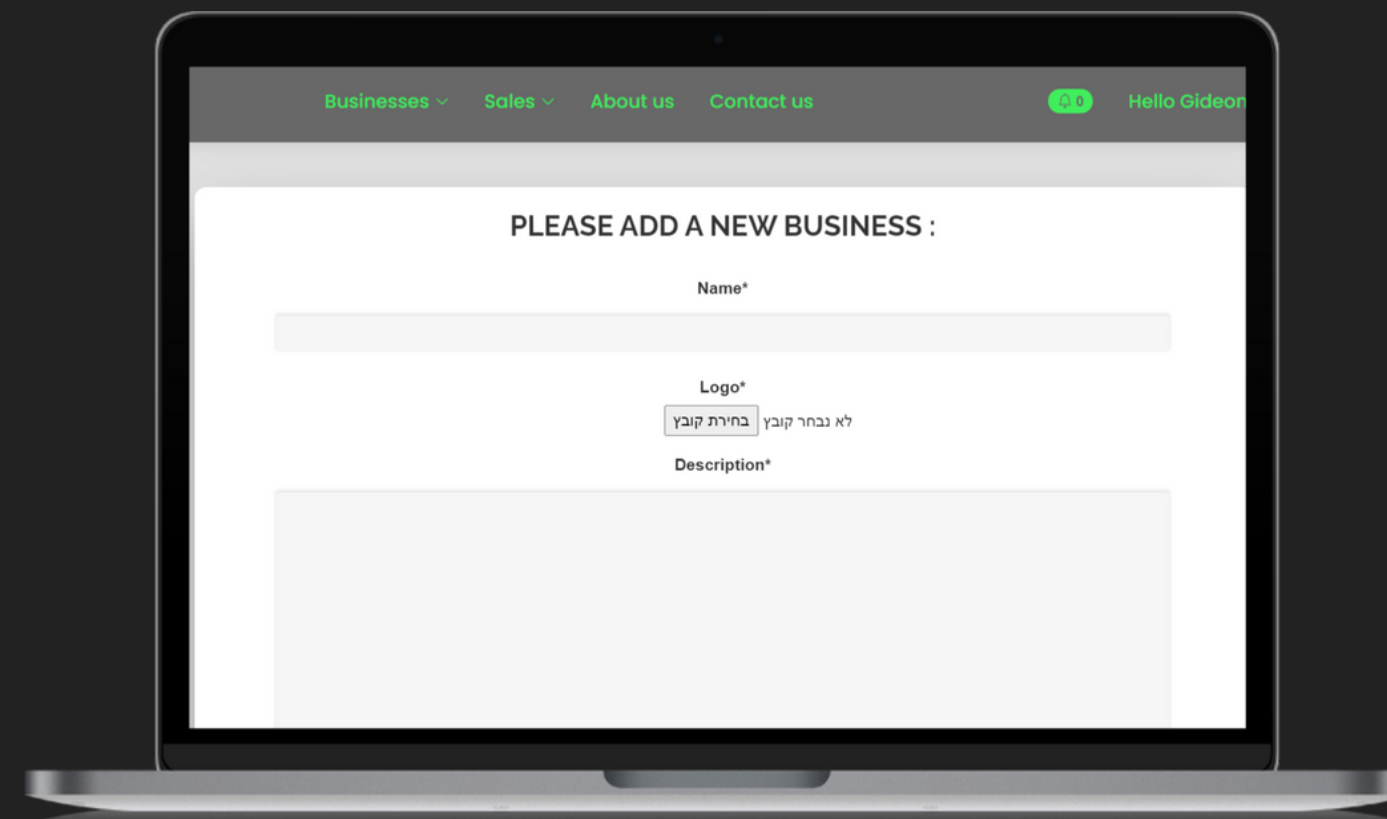 Businesses Sales About us Contact us 0 Hello Gideon
PLEASE ADD A NEW BUSINESS :
Name*
Logo*
בחירת קובץ לא נבחר קובץ
Description*